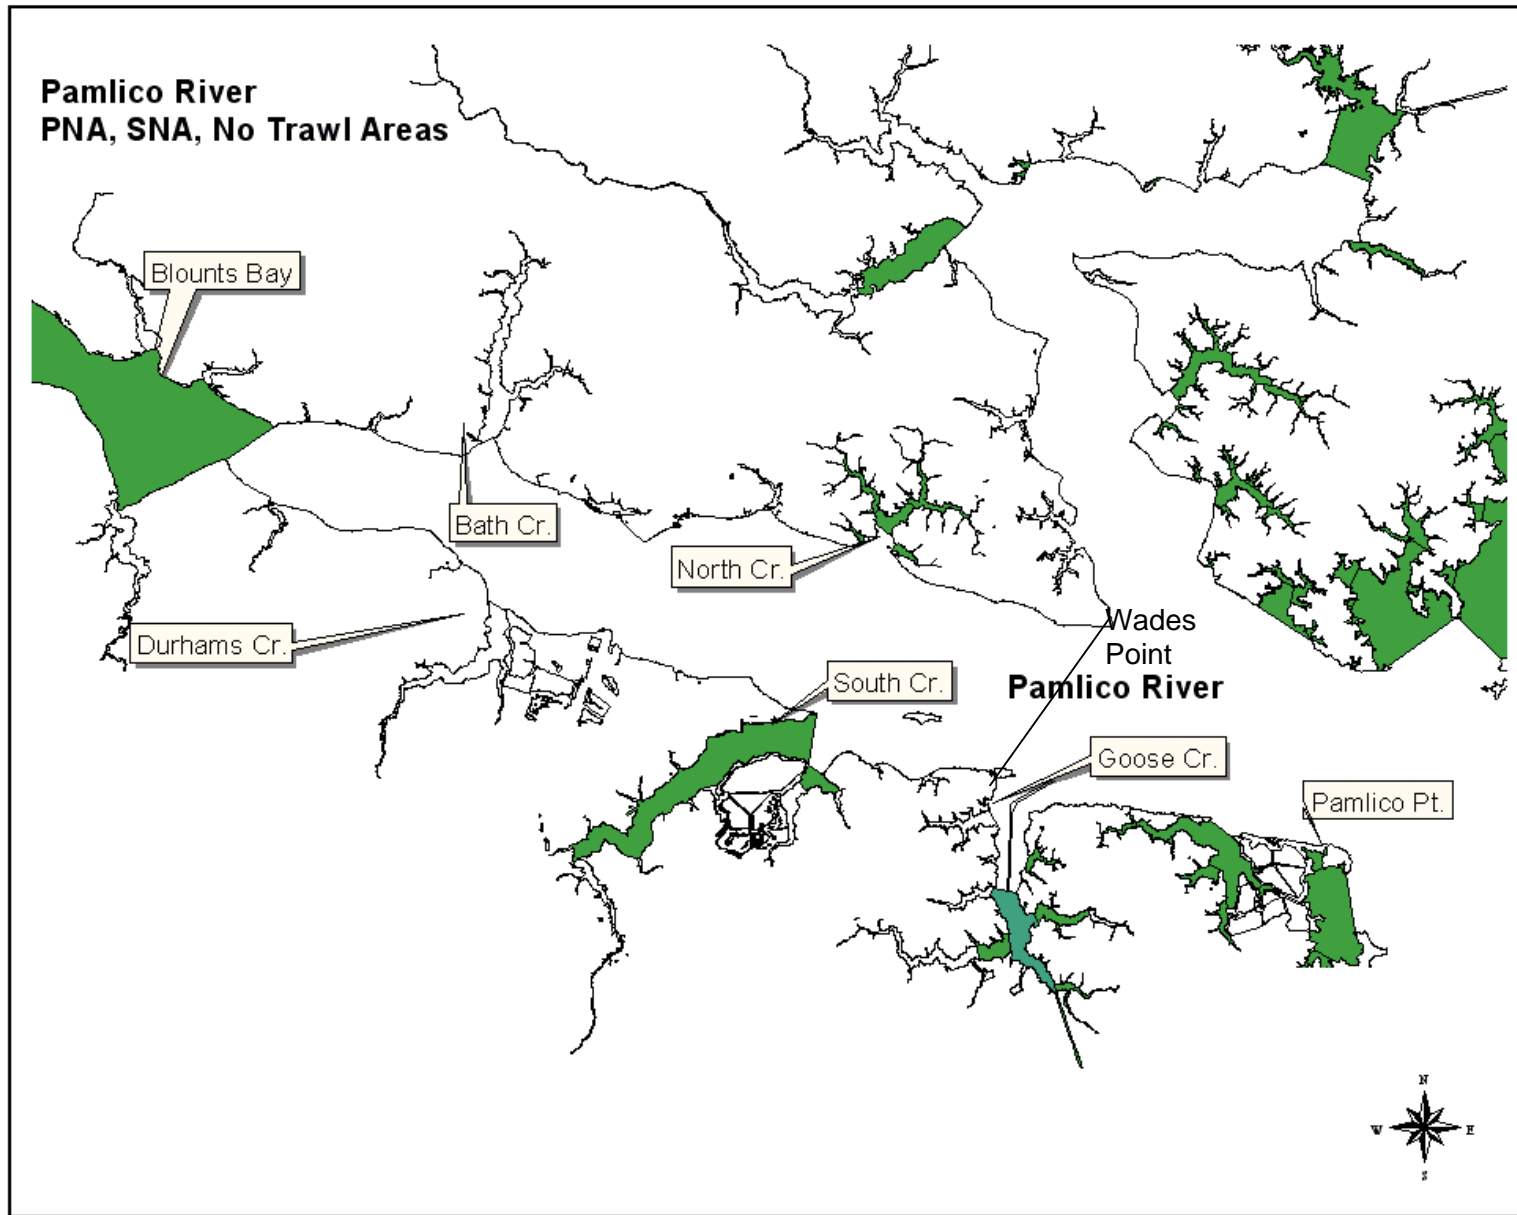 Pamlico River
PNA, SNA, No Trawl Areas
Blounts Bay
Bath Cr.
North Cr.
Durhams Cr.
Wades
Point
South Cr.
Pamlico River
Goose Cr.
Pamlico Pt.
N
W E
S